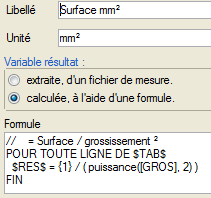 Libellé Surface mm²
Unité mm²
Variable résultat :
extraite, d'un fichier de mesure.
calculée, à l'aide d'une formule.
Formule
// = Surface / grossissement ²
POUR TOUTE LIGNE DE $TAB$
$RES$ = {1} / ( puissance([GROS], 2) )
FIN